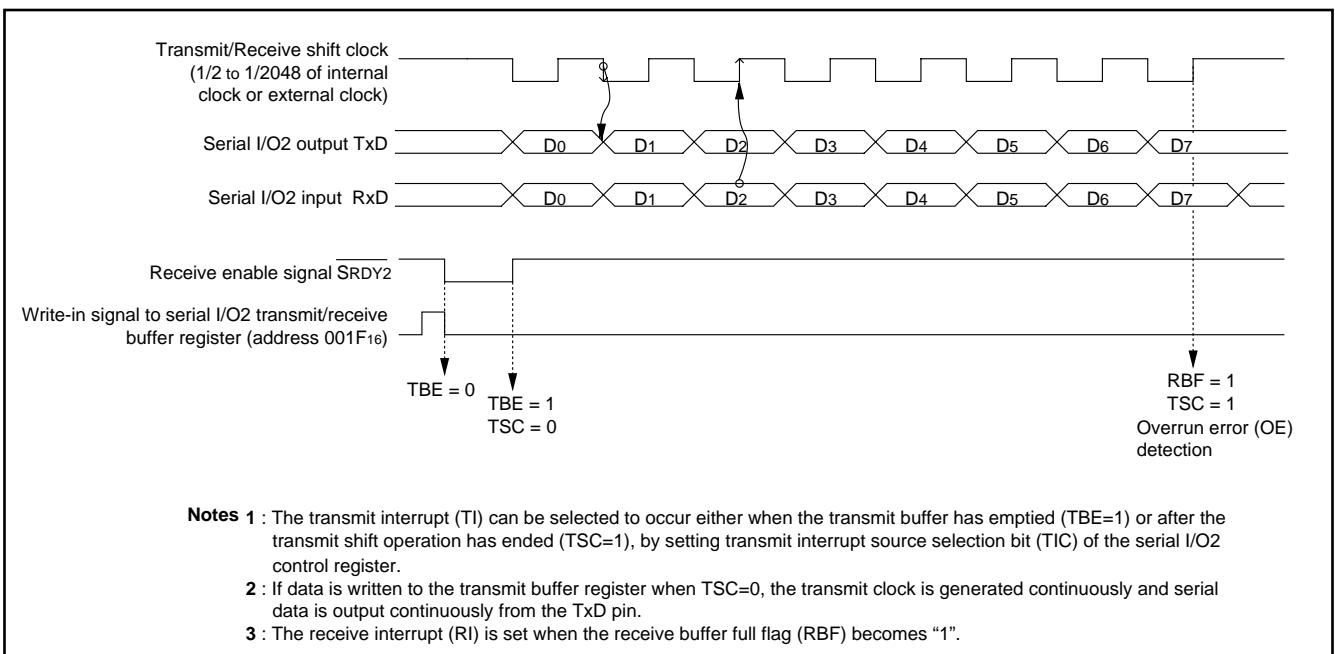 Transmit/Receive shift clock
(1/2 to 1/2048 of internal
clock or external clock)
Serial I/O2 output TxD
D0 D1 D2 D3 D4 D5 D6 D7
Serial I/O2 input RxD
D0 D1 D2 D3 D4 D5 D6 D7
Receive enable signal SRDY2
Write-in signal to serial I/O2 transmit/receive
buffer register (address 001F16)
TBE = 0
TBE = 1
TSC = 0
RBF = 1
TSC = 1
Overrun error (OE)
detection
Notes 1 : The transmit interrupt (TI) can be selected to occur either when the transmit buffer has emptied (TBE=1) or after the
transmit shift operation has ended (TSC=1), by setting transmit interrupt source selection bit (TIC) of the serial I/O2
control register.
2 : If data is written to the transmit buffer register when TSC=0, the transmit clock is generated continuously and serial
data is output continuously from the TxD pin.
3 : The receive interrupt (RI) is set when the receive buffer full flag (RBF) becomes “1”.